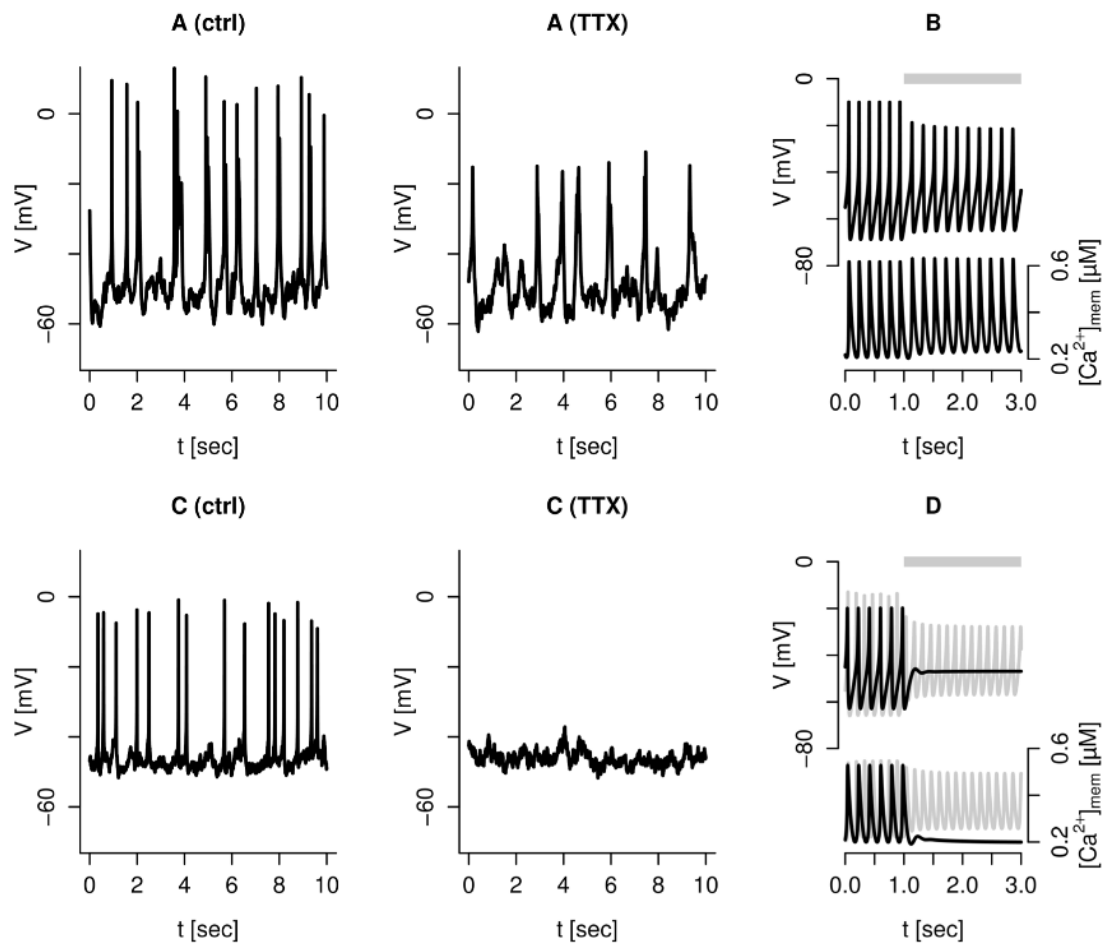 A (ctrl)
A (TTX)
B
V [mV]
0
−60
0 2 4 6 8 10
t [sec]
V [mV]
0
−60
0 2 4 6 8 10
t [sec]
V [mV]
0
−80
0.6
0.2
[Ca²⁺]mem [µM]
0.0 1.0 2.0 3.0
t [sec]
C (ctrl)
C (TTX)
D
V [mV]
0
−60
0 2 4 6 8 10
t [sec]
V [mV]
0
−60
0 2 4 6 8 10
t [sec]
V [mV]
0
−80
0.6
0.2
[Ca²⁺]mem [µM]
0.0 1.0 2.0 3.0
t [sec]